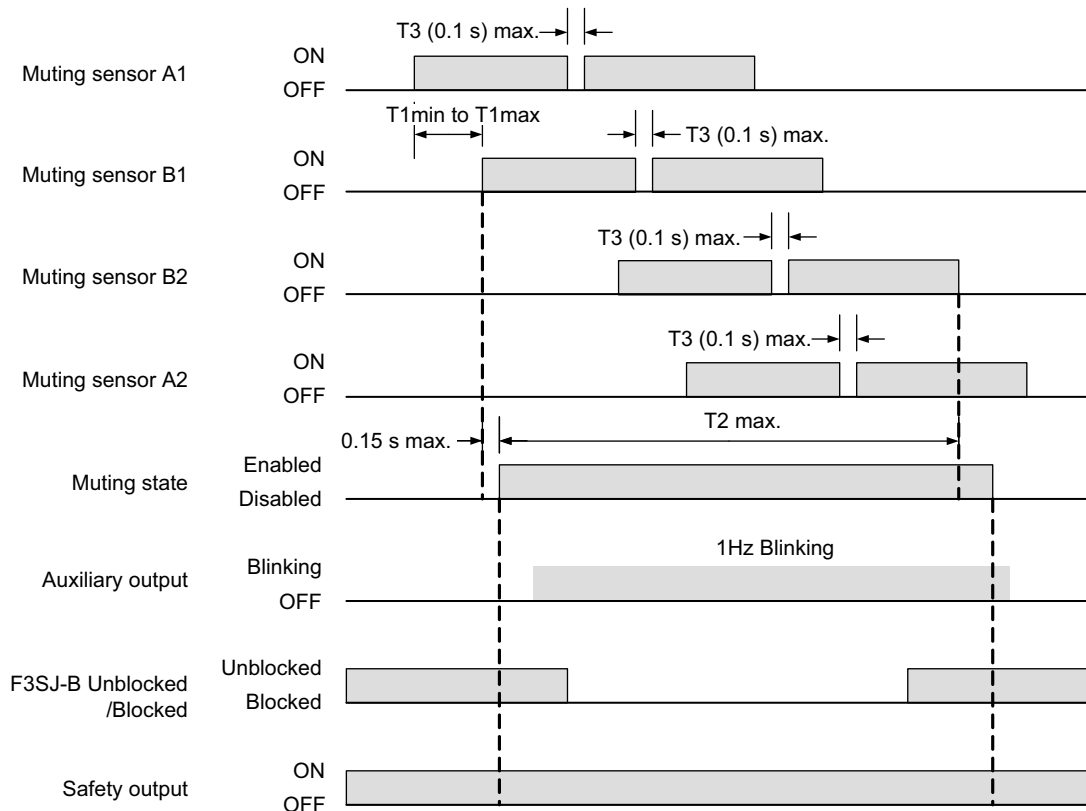 T3 (0.1 s) max.
Muting sensor A1
ON
OFF
T1min to T1max
T3 (0.1 s) max.
Muting sensor B1
ON
OFF
T3 (0.1 s) max.
Muting sensor B2
ON
OFF
T3 (0.1 s) max.
Muting sensor A2
ON
OFF
0.15 s max.
T2 max.
Muting state
Enabled
Disabled
1Hz Blinking
Auxiliary output
Blinking
OFF
F3SJ-B Unblocked
/Blocked
Unblocked
Blocked
Safety output
ON
OFF